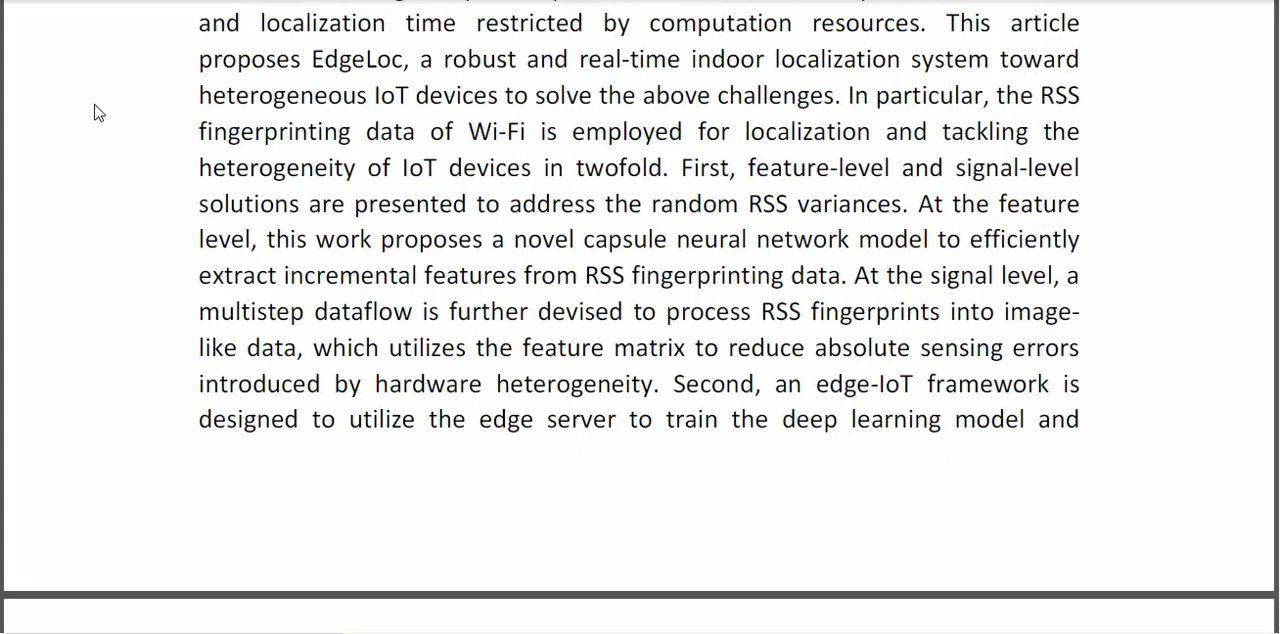 and localization time restricted by computation resources. This article
proposes EdgeLoc, a robust and real-time indoor localization system toward
heterogeneous IoT devices to solve the above challenges. In particular, the RSS
fingerprinting data of Wi-Fi is employed for localization and tackling the
heterogeneity of IoT devices in twofold. First, feature-level and signal-level
solutions are presented to address the random RSS variances. At the feature
level, this work proposes a novel capsule neural network model to efficiently
extract incremental features from RSS fingerprinting data. At the signal level, a
multistep dataflow is further devised to process RSS fingerprints into image-
like data, which utilizes the feature matrix to reduce absolute sensing errors
introduced by hardware heterogeneity. Second, an edge-IoT framework is
designed to utilize the edge server to train the deep learning model and